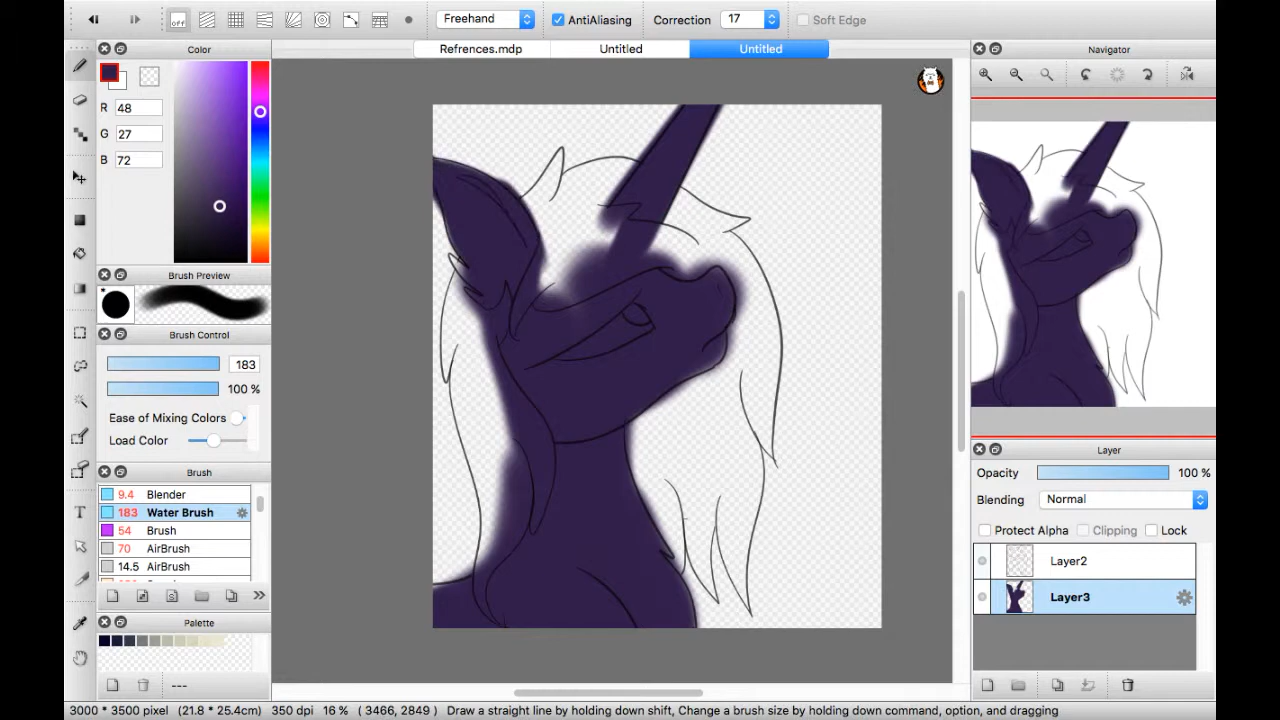 off Freehand AntiAliasing Correction 17 Soft Edge
Color Refrences.mdp Untitled Untitled Navigator
R 48
G 27
B 72
Brush Preview
Brush Control
183
100 %
Ease of Mixing Colors
Load Color
Brush
9.4 Blender
183 Water Brush
54 Brush
70 AirBrush
14.5 AirBrush
Palette
---
Layer
Opacity 100 %
Blending Normal
Protect Alpha Clipping Lock
Layer2
Layer3
3000 * 3500 pixel (21.8 * 25.4cm) 350 dpi 16 % ( 3466, 2849 ) Draw a straight line by holding down shift, Change a brush size by holding down command, option, and dragging